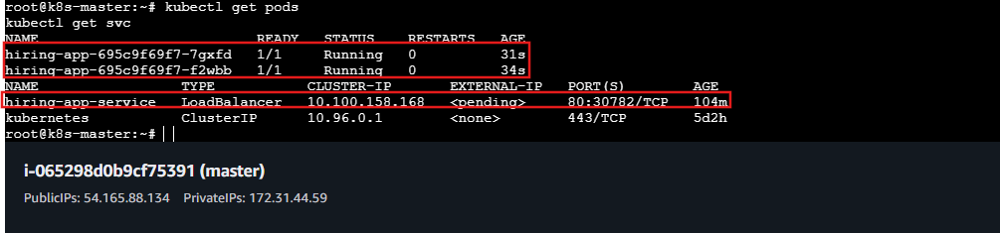 root@k8s-master:~# kubectl get pods
kubectl get svc
NAME READY STATUS RESTARTS AGE
hiring-app-695c9f69f7-7gxfd 1/1 Running 0 31s
hiring-app-695c9f69f7-f2wbb 1/1 Running 0 34s
NAME TYPE CLUSTER-IP EXTERNAL-IP PORT(S) AGE
hiring-app-service LoadBalancer 10.100.158.168 <pending> 80:30782/TCP 104m
kubernetes ClusterIP 10.96.0.1 <none> 443/TCP 5d2h
root@k8s-master:~#
i-065298d0b9cf75391 (master)
PublicIPs: 54.165.88.134 PrivateIPs: 172.31.44.59